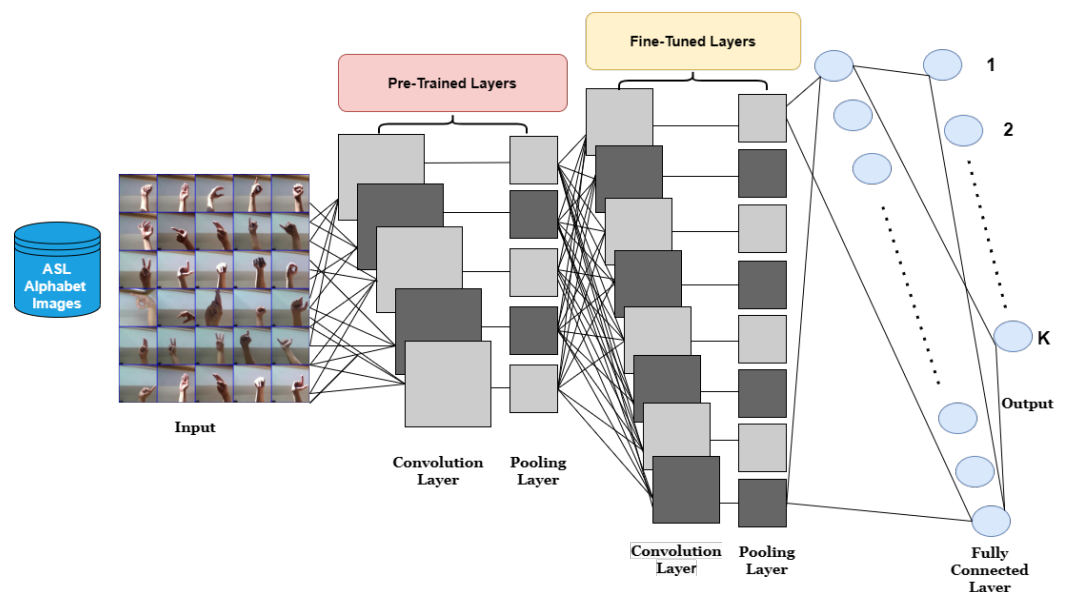 Fine-Tuned Layers
Pre-Trained Layers
1
2
ASL
Alphabet
Images
K
Output
Input
Convolution
Layer
Pooling
Layer
Convolution
Layer
Pooling
Layer
Fully
Connected
Layer